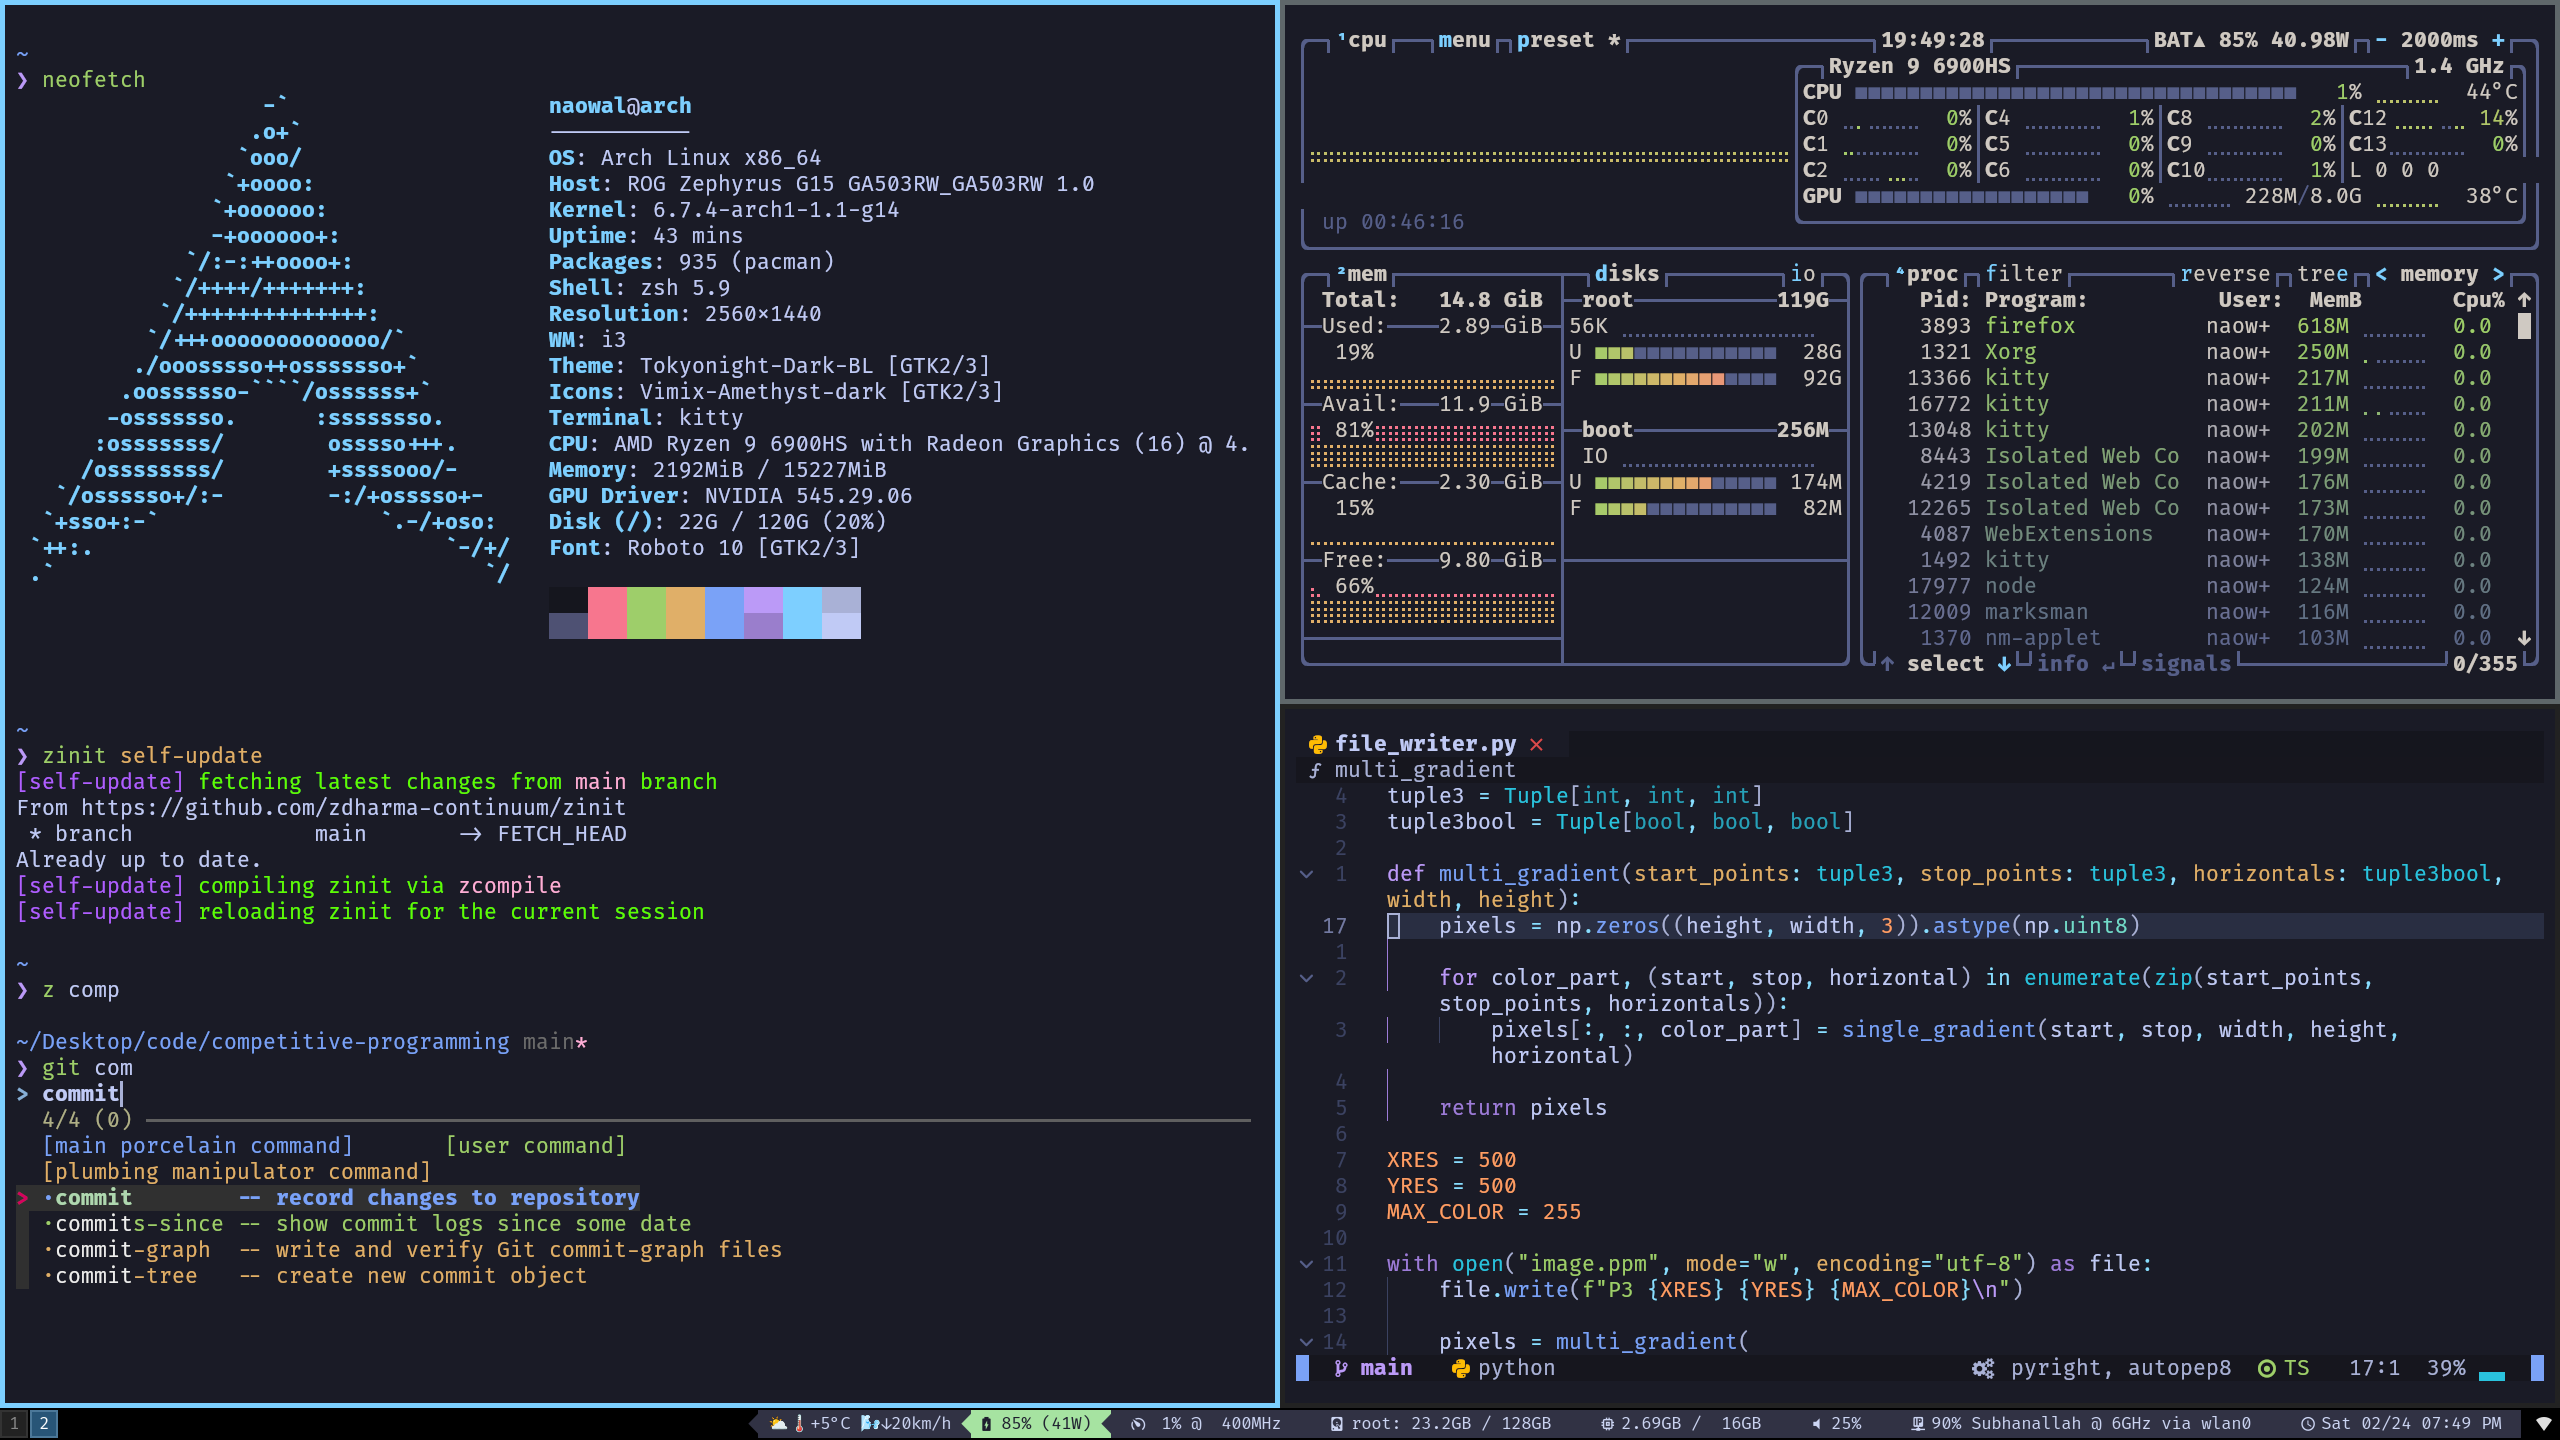 ~
❯ neofetch
-`
.o+`
`ooo/
`+oooo:
`+oooooo:
-+oooooo+:
`/:-:++oooo+:
`/++++/+++++++:
`/++++++++++++++:
`/+++ooooooooooooo/`
./ooosssso++osssssso+`
.oossssso-````/ossssss+`
-osssssso.      :ssssssso.
:osssssss/        osssso+++.
/ossssssss/        +ssssooo/-
`/ossssso+/:-        -:/+osssso+-
`+sso+:-`                 `.-/+oso:
`++:.                           `-/+/
.`                                 `/
naowal@arch
OS: Arch Linux x86_64
Host: ROG Zephyrus G15 GA503RW_GA503RW 1.0
Kernel: 6.7.4-arch1-1.1-g14
Uptime: 43 mins
Packages: 935 (pacman)
Shell: zsh 5.9
Resolution: 2560×1440
WM: i3
Theme: Tokyonight-Dark-BL [GTK2/3]
Icons: Vimix-Amethyst-dark [GTK2/3]
Terminal: kitty
CPU: AMD Ryzen 9 6900HS with Radeon Graphics (16) @ 4.
Memory: 2192MiB / 15227MiB
GPU Driver: NVIDIA 545.29.06
Disk (/): 22G / 120G (20%)
Font: Roboto 10 [GTK2/3]
~
❯ zinit self-update
[self-update] fetching latest changes from main branch
From https://github.com/zdharma-continuum/zinit
* branch              main       -> FETCH_HEAD
Already up to date.
[self-update] compiling zinit via zcompile
[self-update] reloading zinit for the current session
~
❯ z comp
~/Desktop/code/competitive-programming main*
❯ git com
> commit
4/4 (0)
[main porcelain command]       [user command]
[plumbing manipulator command]
> ·commit        -- record changes to repository
·commits-since -- show commit logs since some date
·commit-graph  -- write and verify Git commit-graph files
·commit-tree   -- create new commit object
¹cpu menu preset * 19:49:28 BAT▲ 85% 40.98W - 2000ms +
Ryzen 9 6900HS 1.4 GHz
CPU 1% 44°C
C0 0% C4 1% C8 2% C12 14%
C1 0% C5 0% C9 0% C13 0%
C2 0% C6 0% C10 1% L 0 0 0
GPU 0% 228M/8.0G 38°C
up 00:46:16
²mem
Total: 14.8 GiB
Used: 2.89 GiB
19%
Avail: 11.9 GiB
81%
Cache: 2.30 GiB
15%
Free: 9.80 GiB
66%
disks io
root 119G
56K
U 28G
F 92G
boot 256M
IO
U 174M
F 82M
⁴proc filter reverse tree < memory >
Pid: Program: User: MemB Cpu% ↑
3893 firefox naow+ 618M 0.0
1321 Xorg naow+ 250M 0.0
13366 kitty naow+ 217M 0.0
16772 kitty naow+ 211M 0.0
13048 kitty naow+ 202M 0.0
8443 Isolated Web Co naow+ 199M 0.0
4219 Isolated Web Co naow+ 176M 0.0
12265 Isolated Web Co naow+ 173M 0.0
4087 WebExtensions naow+ 170M 0.0
1492 kitty naow+ 138M 0.0
17977 node naow+ 124M 0.0
12009 marksman naow+ 116M 0.0
1370 nm-applet naow+ 103M 0.0 ↓
↑ select ↓ info ↵ signals 0/355
file_writer.py ×
ƒ multi_gradient
4 tuple3 = Tuple[int, int, int]
3 tuple3bool = Tuple[bool, bool, bool]
2
1 def multi_gradient(start_points: tuple3, stop_points: tuple3, horizontals: tuple3bool,
width, height):
17 pixels = np.zeros((height, width, 3)).astype(np.uint8)
1
2 for color_part, (start, stop, horizontal) in enumerate(zip(start_points,
stop_points, horizontals)):
3 pixels[:, :, color_part] = single_gradient(start, stop, width, height,
horizontal)
4
5 return pixels
6
7 XRES = 500
8 YRES = 500
9 MAX_COLOR = 255
10
11 with open("image.ppm", mode="w", encoding="utf-8") as file:
12 file.write(f"P3 {XRES} {YRES} {MAX_COLOR}\n")
13
14 pixels = multi_gradient(
main python pyright, autopep8 TS 17:1 39%
1 2 +5°C ↓20km/h 85% (41W) 1% @ 400MHz root: 23.2GB / 128GB 2.69GB / 16GB 25% 90% Subhanallah @ 6GHz via wlan0 Sat 02/24 07:49 PM